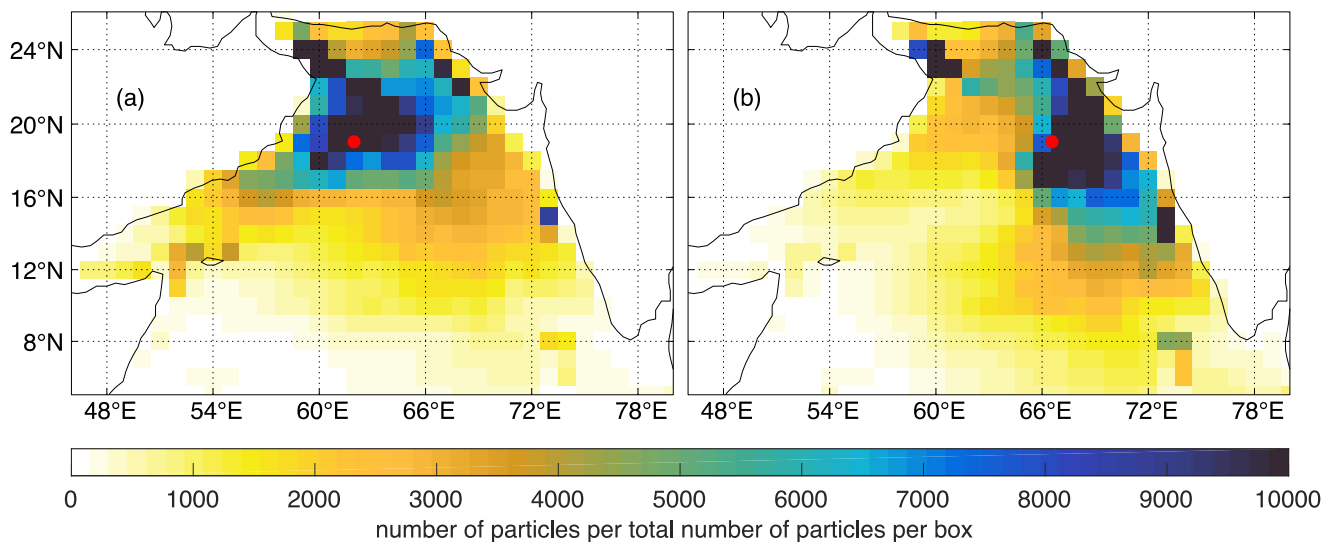 24°N
20°N
16°N
12°N
8°N
(a)
(b)
48°E 54°E 60°E 66°E 72°E 78°E
48°E 54°E 60°E 66°E 72°E 78°E
0 1000 2000 3000 4000 5000 6000 7000 8000 9000 10000
number of particles per total number of particles per box